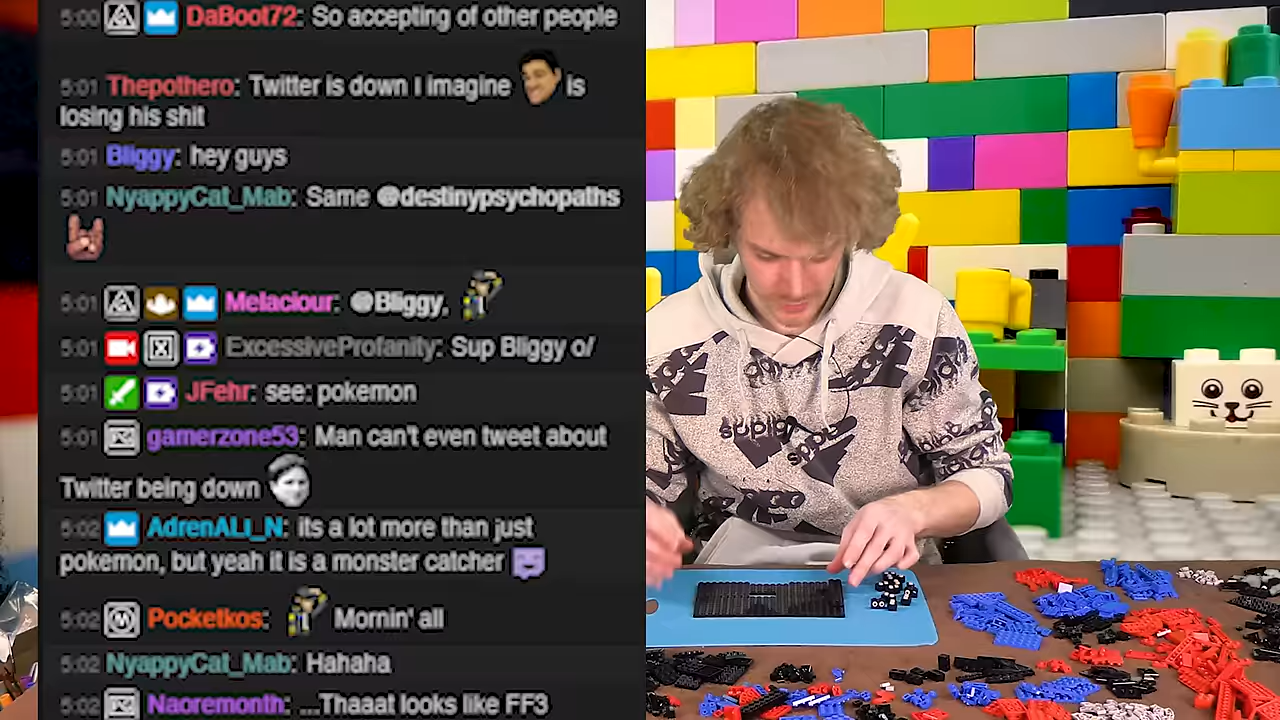 5:00 DaBoot72: So accepting of other people
5:01 Thepothero: Twitter is down I imagine is
losing his shit
5:01 Bliggy: hey guys
5:01 NyappyCat_Mab: Same @destinypsychopaths
5:01 Melaciour: @Bliggy,
5:01 ExcessiveProfanity: Sup Bliggy o/
5:01 JFehr: see: pokemon
5:01 gamerzone53: Man can't even tweet about
Twitter being down
5:02 AdrenALI_N: its a lot more than just
pokemon, but yeah it is a monster catcher
5:02 Pocketkos: Mornin' all
5:02 NyappyCat_Mab: Hahaha
5:02 Naoremonth: ...Thaaat looks like FF3